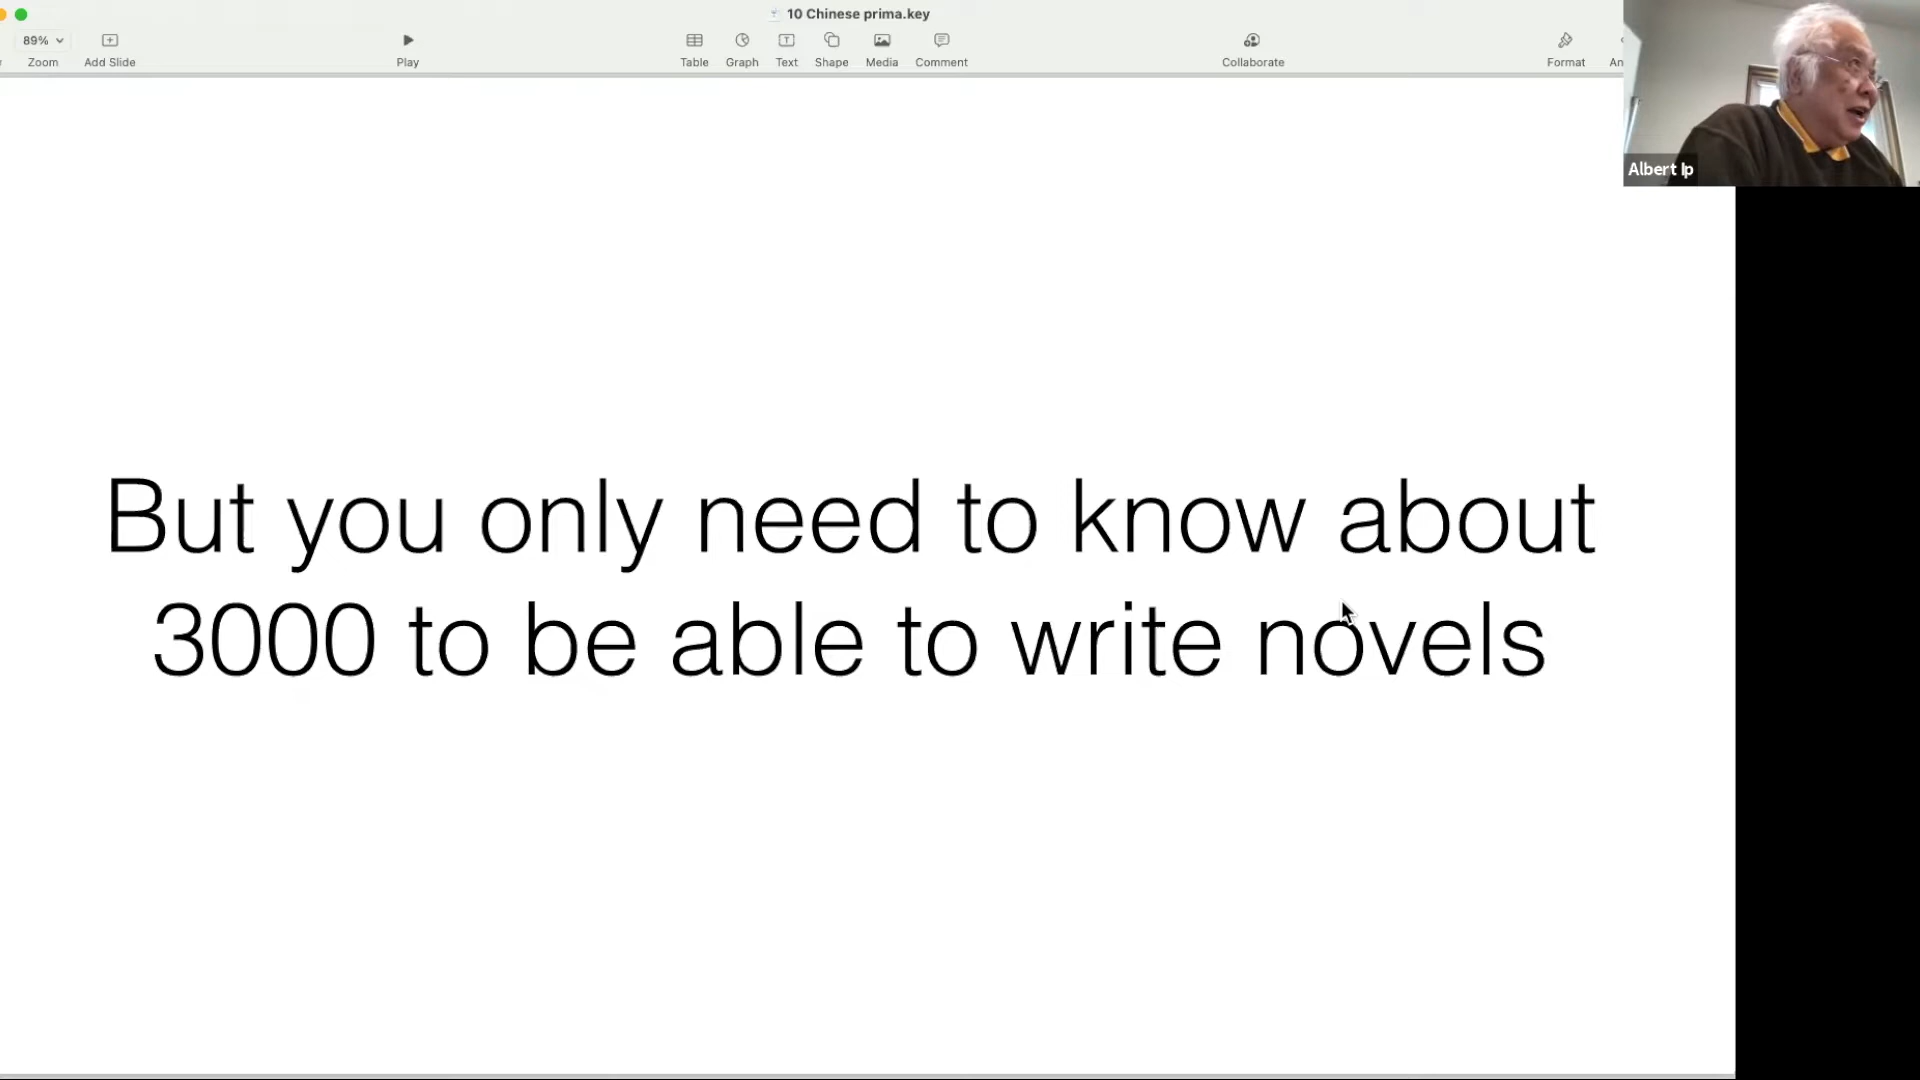 10 Chinese prima.key
89%
Zoom
Add Slide
Play
Table
Graph
Text
Shape
Media
Comment
Collaborate
Format
Albert Ip
But you only need to know about
3000 to be able to write novels